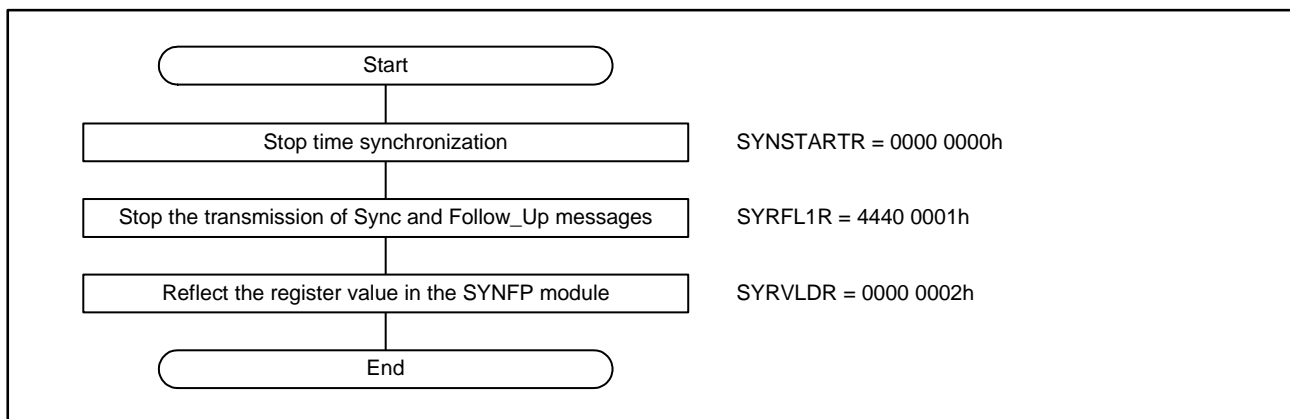 Start
Stop time synchronization SYNSTARTR = 0000 0000h
Stop the transmission of Sync and Follow_Up messages SYRFL1R = 4440 0001h
Reflect the register value in the SYNFP module SYRVLDR = 0000 0002h
End